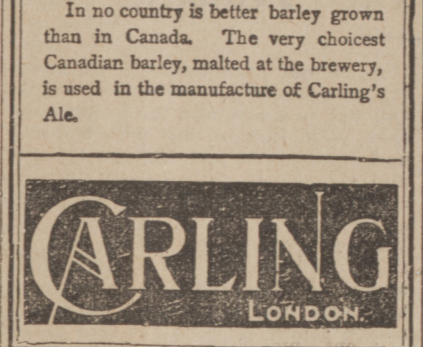 In no country is better barley grown
than in Canada. The very choicest
Canadian barley, malted at the brewery,
is used in the manufacture of Carling's
Ale.
CARLING
LONDON.